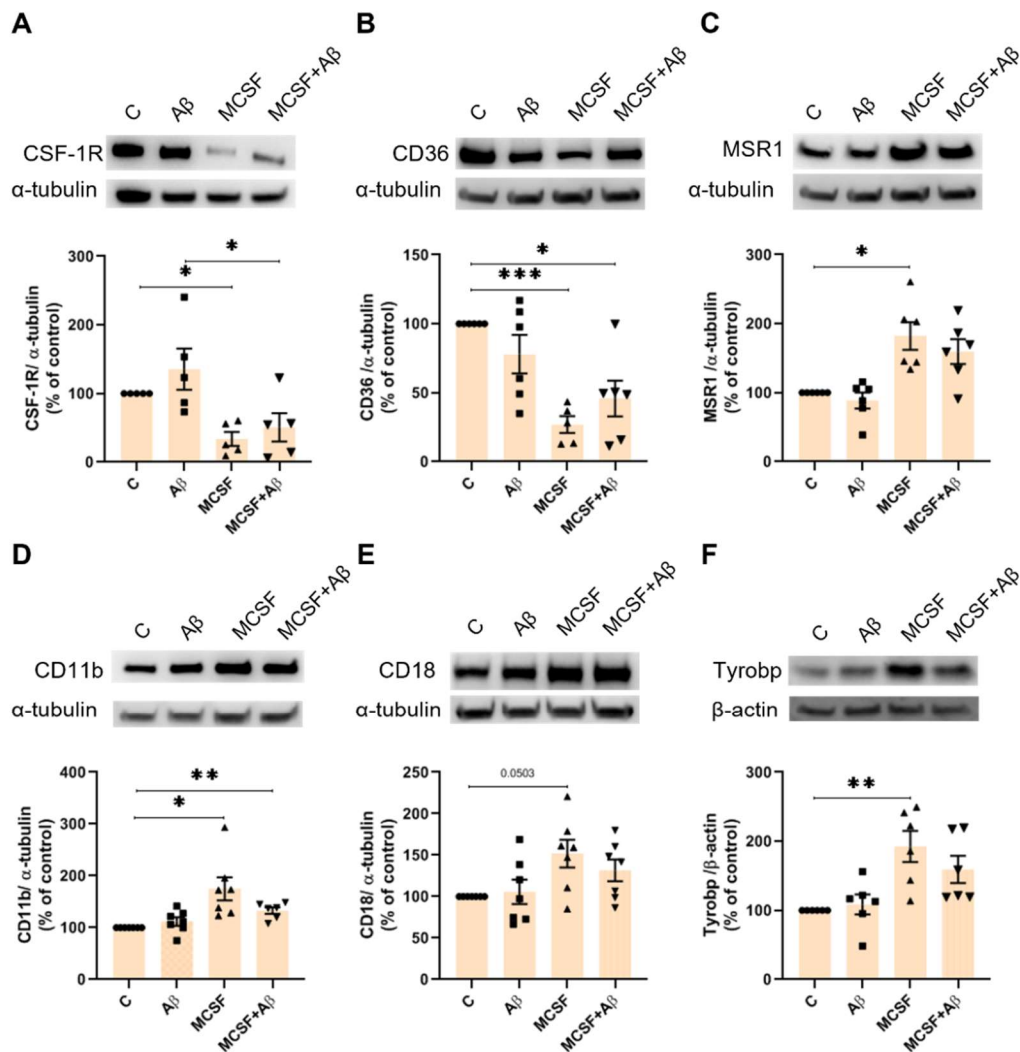 A
C Aβ MCSF MCSF+Aβ
CSF-1R
α-tubulin
300
200
100
0
CSF-1R/ α-tubulin
(% of control)
*
*
C Aβ MCSF MCSF+Aβ
B
C Aβ MCSF MCSF+Aβ
CD36
α-tubulin
150
100
50
0
CD36 /α-tubulin
(% of control)
*
***
C Aβ MCSF MCSF+Aβ
C
C Aβ MCSF MCSF+Aβ
MSR1
α-tubulin
300
200
100
0
MSR1 /α-tubulin
(% of control)
*
C Aβ MCSF MCSF+Aβ
D
C Aβ MCSF MCSF+Aβ
CD11b
α-tubulin
400
300
200
100
0
CD11b/ α-tubulin
(% of control)
**
*
C Aβ MCSF MCSF+Aβ
E
C Aβ MCSF MCSF+Aβ
CD18
α-tubulin
250
200
150
100
50
0
CD18/ α-tubulin
(% of control)
0.0503
C Aβ MCSF MCSF+Aβ
F
C Aβ MCSF MCSF+Aβ
Tyrobp
β-actin
300
250
200
150
100
50
0
Tyrobp /β-actin
(% of control)
**
C Aβ MCSF MCSF+Aβ